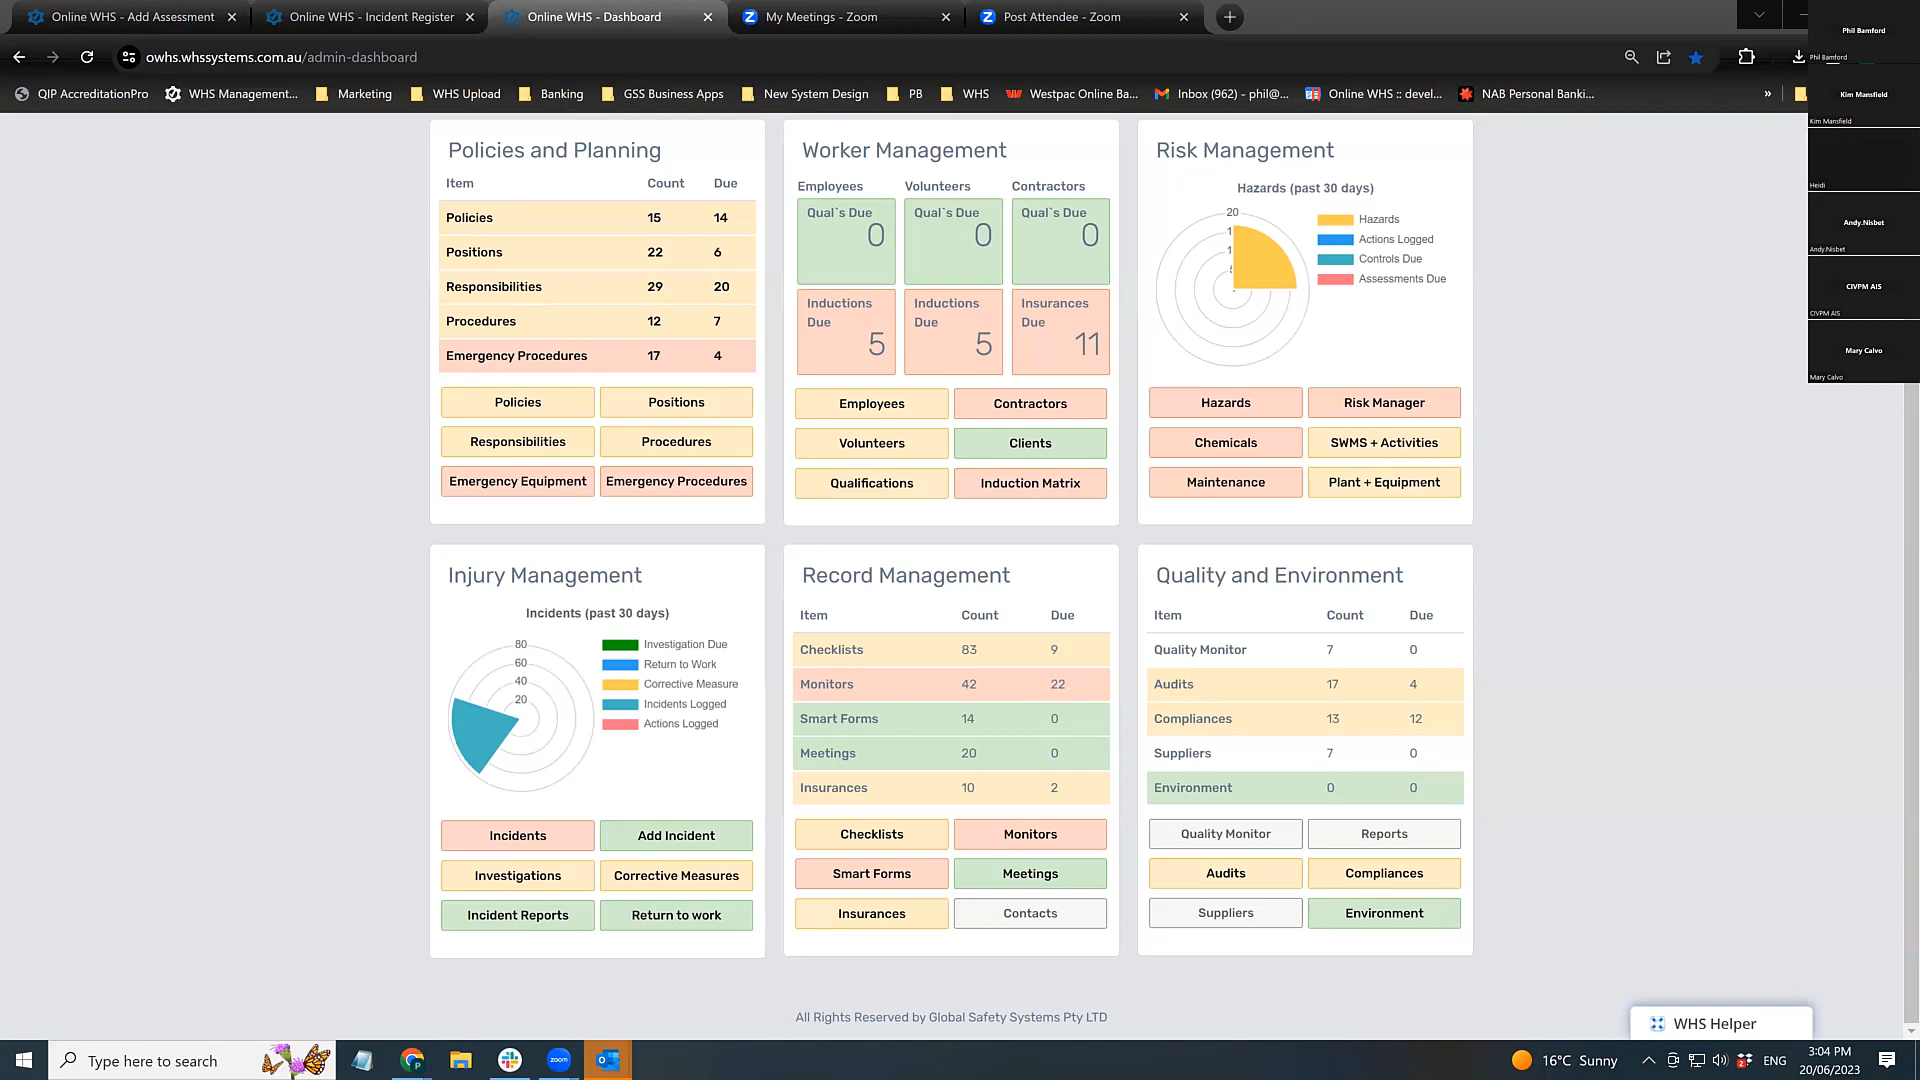 Online WHS - Add Assessment
Online WHS - Incident Register
Online WHS - Dashboard
My Meetings - Zoom
Post Attendee - Zoom
owhs.whssystems.com.au/admin-dashboard
QIP AccreditationPro
WHS Management...
Marketing
WHS Upload
Banking
GSS Business Apps
New System Design
PB
WHS
Westpac Online Ba...
Inbox (962) - phil@...
Online WHS :: devel...
NAB Personal Banki...
»
Phil Bamford
Phil Bamford
Kim Mansfield
Kim Mansfield
Heidi
Andy.Nisbet
Andy.Nisbet
CIVPM AIS
CIVPM AIS
Mary Calvo
Mary Calvo
Policies and Planning
Item Count Due
Policies 15 14
Positions 22 6
Responsibilities 29 20
Procedures 12 7
Emergency Procedures 17 4
Policies Positions
Responsibilities Procedures
Emergency Equipment Emergency Procedures
Worker Management
Employees Volunteers Contractors
Qual`s Due Qual`s Due Qual`s Due
0 0 0
Inductions Due Inductions Due Insurances Due
5 5 11
Employees Contractors
Volunteers Clients
Qualifications Induction Matrix
Risk Management
Hazards (past 30 days)
20
Hazards
Actions Logged
Controls Due
Assessments Due
Hazards Risk Manager
Chemicals SWMS + Activities
Maintenance Plant + Equipment
Injury Management
Incidents (past 30 days)
80
60
40
20
Investigation Due
Return to Work
Corrective Measure
Incidents Logged
Actions Logged
Incidents Add Incident
Investigations Corrective Measures
Incident Reports Return to work
Record Management
Item Count Due
Checklists 83 9
Monitors 42 22
Smart Forms 14 0
Meetings 20 0
Insurances 10 2
Checklists Monitors
Smart Forms Meetings
Insurances Contacts
Quality and Environment
Item Count Due
Quality Monitor 7 0
Audits 17 4
Compliances 13 12
Suppliers 7 0
Environment 0 0
Quality Monitor Reports
Audits Compliances
Suppliers Environment
All Rights Reserved by Global Safety Systems Pty LTD
WHS Helper
Type here to search
zoom
16°C Sunny
ENG
3:04 PM
20/06/2023